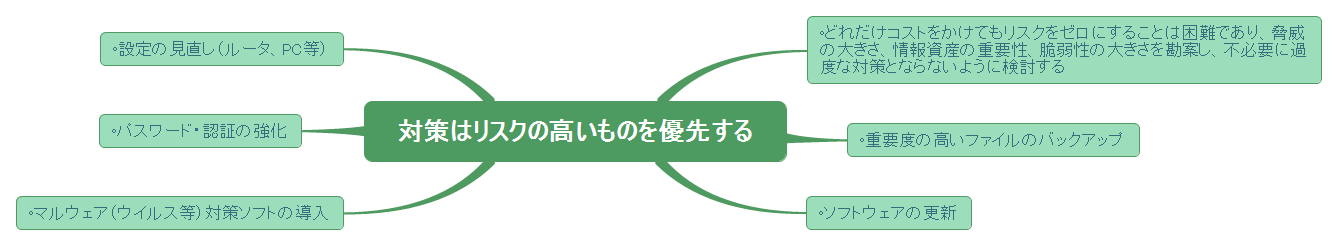 ◦設定の見直し（ルータ、PC等）
◦パスワード・認証の強化
◦マルウェア（ウイルス等）対策ソフトの導入
対策はリスクの高いものを優先する
◦どれだけコストをかけてもリスクをゼロにすることは困難であり、脅威
の大きさ、情報資産の重要性、脆弱性の大きさを勘案し、不必要に過
度な対策とならないように検討する
◦重要度の高いファイルのバックアップ
◦ソフトウェアの更新